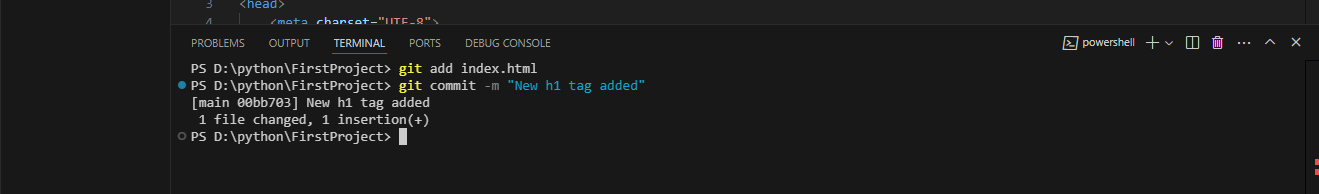 3 <head>
4 <meta charset="UTF-8">
PROBLEMS OUTPUT TERMINAL PORTS DEBUG CONSOLE powershell
PS D:\python\FirstProject> git add index.html
PS D:\python\FirstProject> git commit -m "New h1 tag added"
[main 00bb703] New h1 tag added
1 file changed, 1 insertion(+)
PS D:\python\FirstProject>